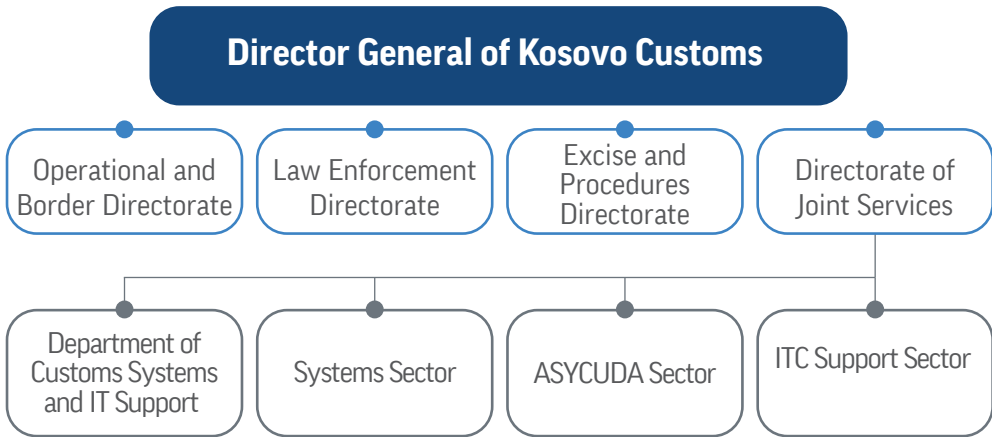 Director General of Kosovo Customs
Operational and
Border Directorate
Law Enforcement
Directorate
Excise and
Procedures
Directorate
Directorate of
Joint Services
Department of
Customs Systems
and IT Support
Systems Sector
ASYCUDA Sector
ITC Support Sector